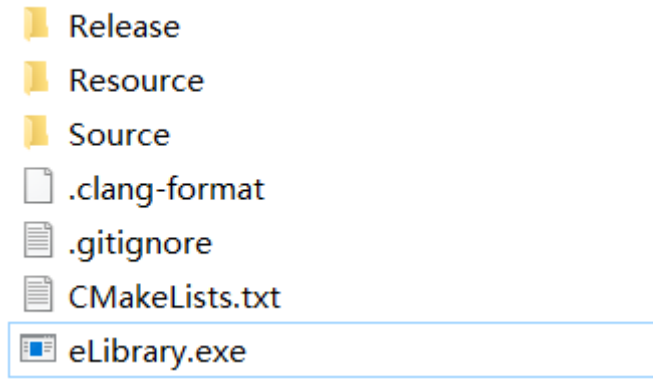 Release
Resource
Source
.clang-format
.gitignore
CMakeLists.txt
eLibrary.exe